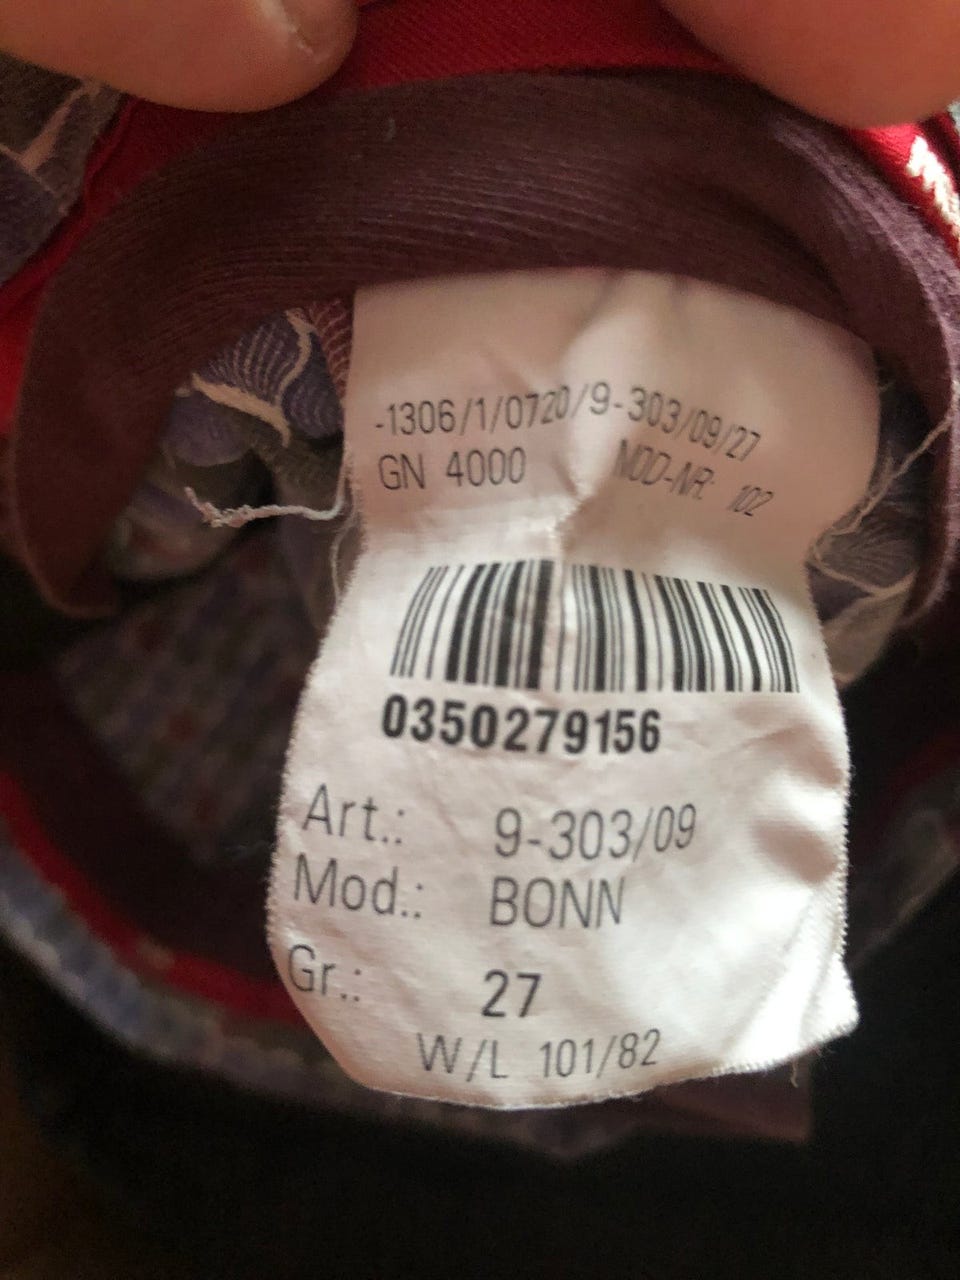 -1306/1/0720/9-303/09/27
GN 4000 MOD-NR: 102
0350279156
Art.: 9-303/09
Mod.: BONN
Gr.: 27
W/L 101/82